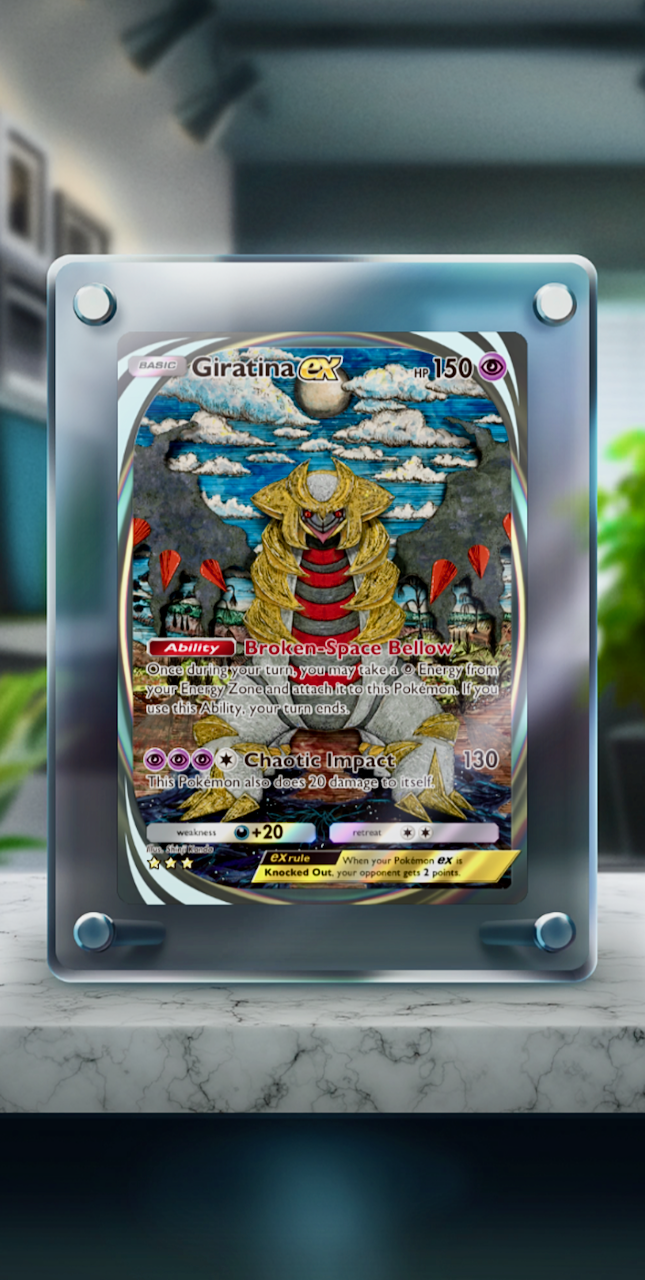 BASIC Giratina ex HP 150
Ability Broken-Space Bellow
Once during your turn, you may take a Energy from
your Energy Zone and attach it to this Pokémon. If you
use this Ability, your turn ends.
Chaotic Impact 130
This Pokémon also does 20 damage to itself.
weakness +20 retreat
Illus. Shinji Kanda
ex rule When your Pokémon ex is
Knocked Out, your opponent gets 2 points.